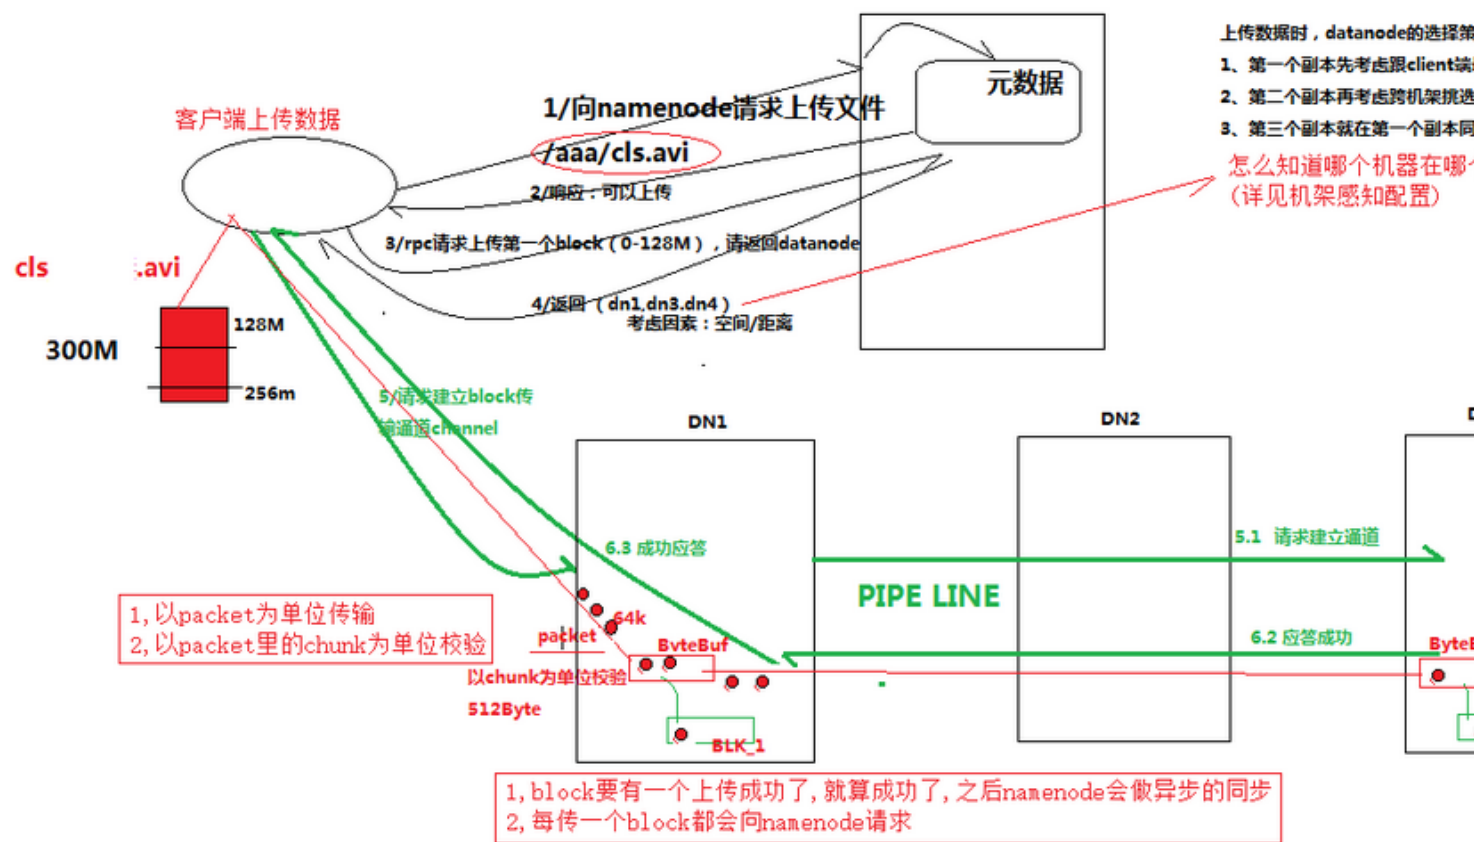 上传数据时，datanode的选择策
1、第一个副本先考虑跟client端
2、第二个副本再考虑跨机架挑选
3、第三个副本就在第一个副本同
怎么知道哪个机器在哪个
(详见机架感知配置)
元数据
客户端上传数据
1/向namenode请求上传文件
/aaa/cls.avi
2/响应：可以上传
3/rpc请求上传第一个block（0-128M），请返回datanode
4/返回（dn1,dn3.dn4）
考虑因素：空间/距离
cls .avi
300M
128M
256m
5/请求建立block传
输通道channel
DN1
DN2
6.3 成功应答
5.1 请求建立通道
PIPE LINE
6.2 应答成功
1,以packet为单位传输
2,以packet里的chunk为单位校验
64k
packet
ByteBuf
以chunk为单位校验
512Byte
BLK_1
1,block要有一个上传成功了,就算成功了,之后namenode会做异步的同步
2,每传一个block都会向namenode请求